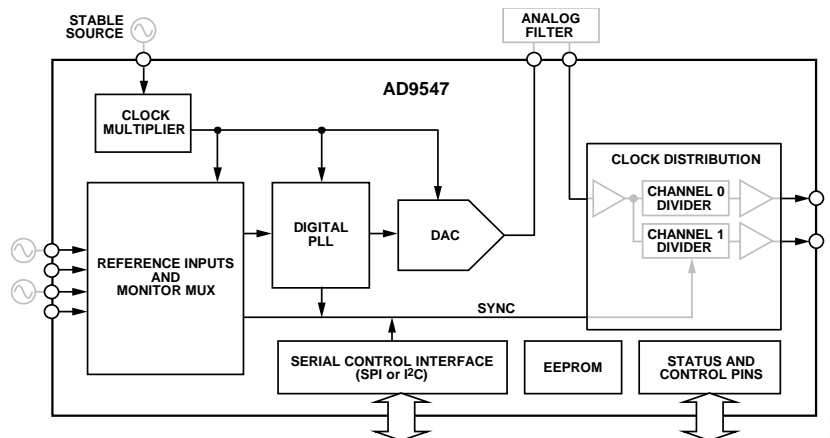 STABLE
SOURCE
ANALOG
FILTER
AD9547
CLOCK
MULTIPLIER
CLOCK DISTRIBUTION
CHANNEL 0
DIVIDER
CHANNEL 1
DIVIDER
REFERENCE INPUTS
AND
MONITOR MUX
DIGITAL
PLL
DAC
SYNC
SERIAL CONTROL INTERFACE
(SPI or I²C)
EEPROM
STATUS AND
CONTROL PINS